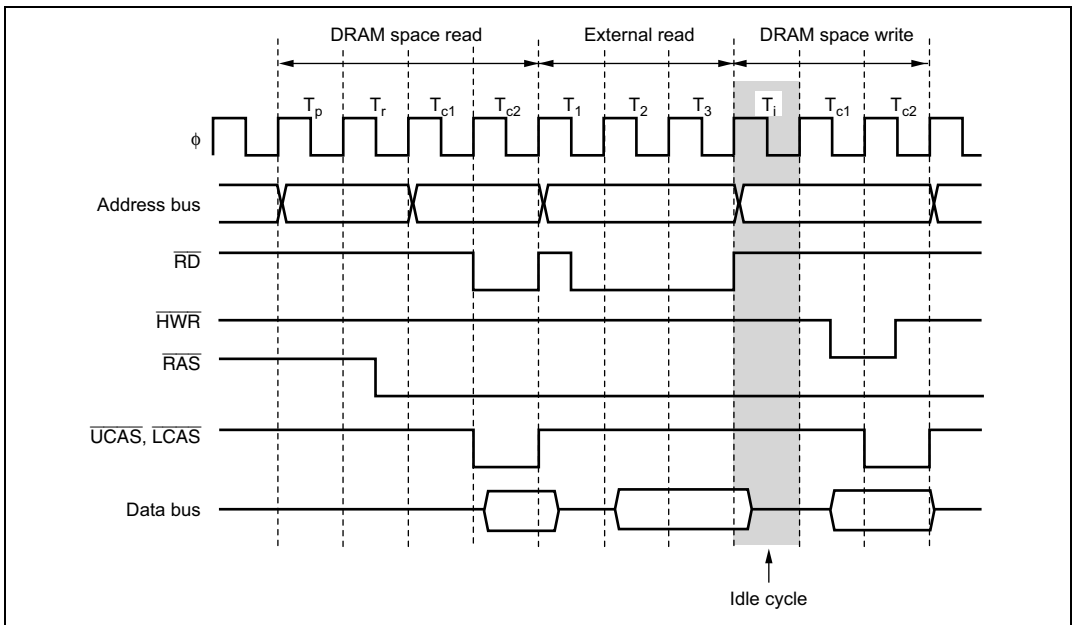 DRAM space read External read DRAM space write
Tp Tr Tc1 Tc2 T1 T2 T3 Ti Tc1 Tc2
ϕ
Address bus
RD
HWR
RAS
UCAS, LCAS
Data bus
Idle cycle